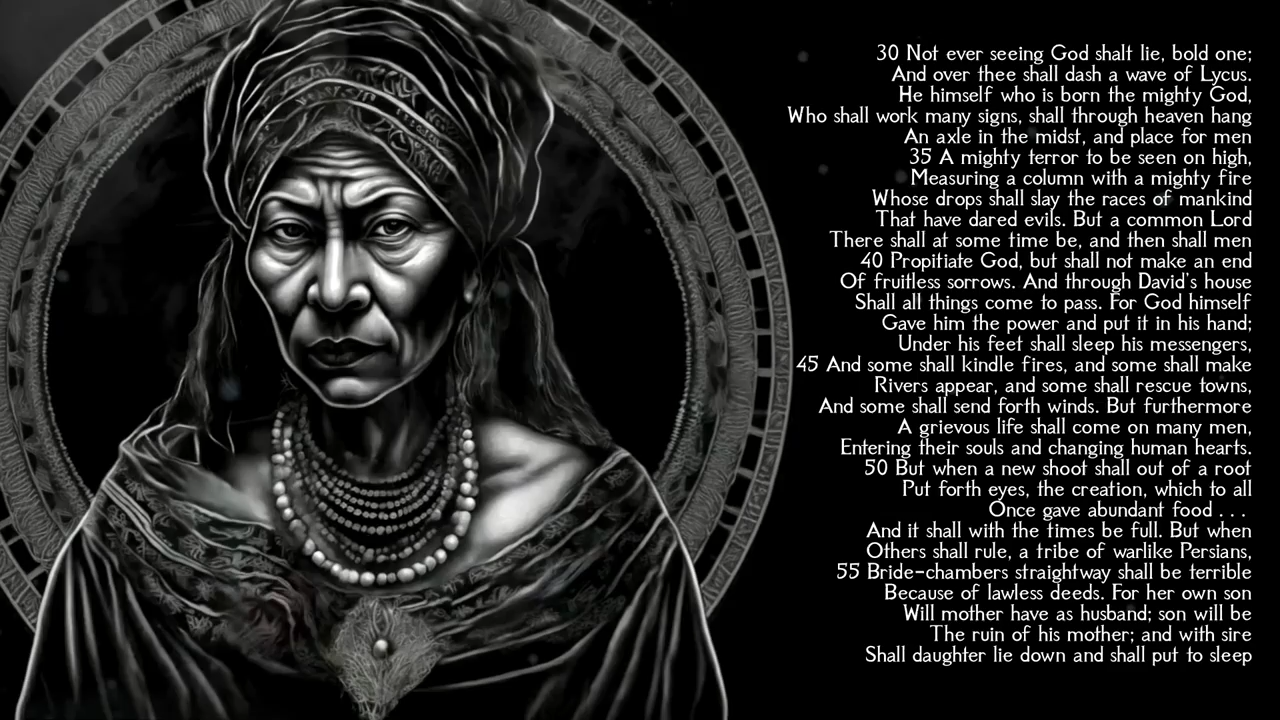 30 Not ever seeing God shalt lie, bold one;
And over thee shall dash a wave of Lycus.
He himself who is born the mighty God,
Who shall work many signs, shall through heaven hang
An axle in the midst, and place for men
35 A mighty terror to be seen on high,
Measuring a column with a mighty fire
Whose drops shall slay the races of mankind
That have dared evils. But a common Lord
There shall at some time be, and then shall men
40 Propitiate God, but shall not make an end
Of fruitless sorrows. And through David's house
Shall all things come to pass. For God himself
Gave him the power and put it in his hand;
Under his feet shall sleep his messengers,
45 And some shall kindle fires, and some shall make
Rivers appear, and some shall rescue towns,
And some shall send forth winds. But furthermore
A grievous life shall come on many men,
Entering their souls and changing human hearts.
50 But when a new shoot shall out of a root
Put forth eyes, the creation, which to all
Once gave abundant food . . .
And it shall with the times be full. But when
Others shall rule, a tribe of warlike Persians,
55 Bride-chambers straightway shall be terrible
Because of lawless deeds. For her own son
Will mother have as husband; son will be
The ruin of his mother; and with sire
Shall daughter lie down and shall put to sleep